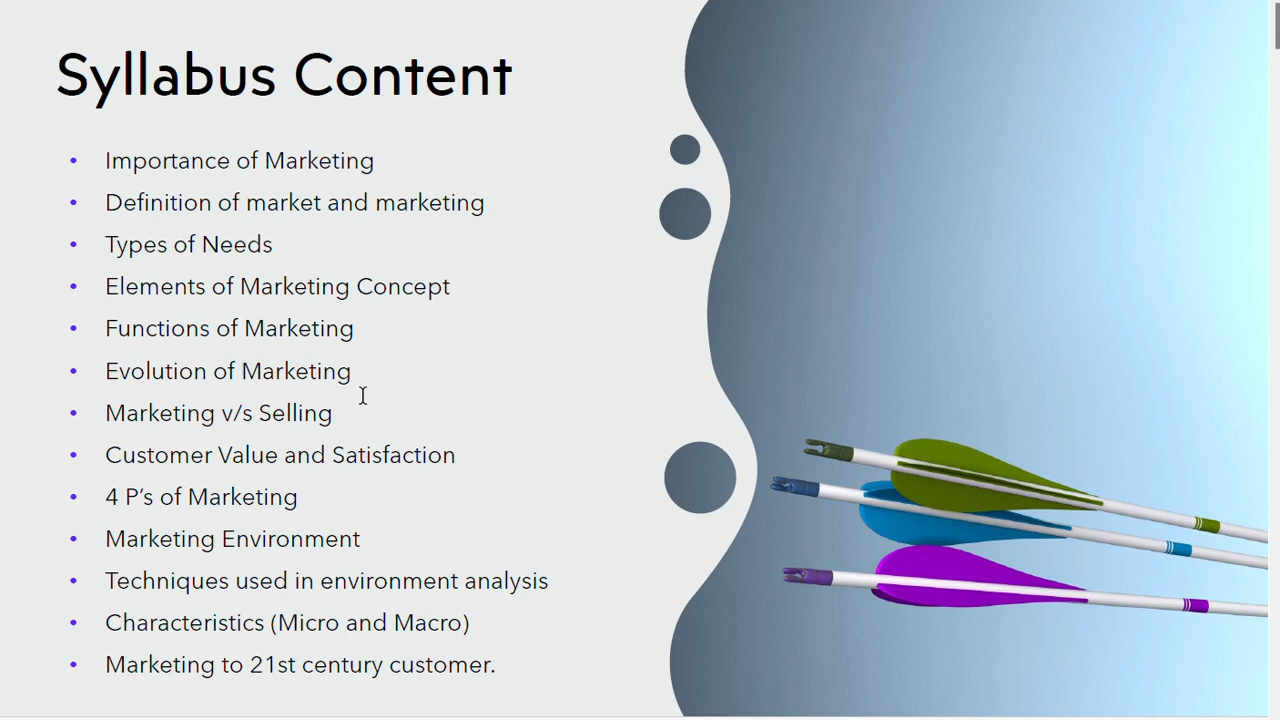 Syllabus Content
• Importance of Marketing
• Definition of market and marketing
• Types of Needs
• Elements of Marketing Concept
• Functions of Marketing
• Evolution of Marketing
• Marketing v/s Selling
• Customer Value and Satisfaction
• 4 P's of Marketing
• Marketing Environment
• Techniques used in environment analysis
• Characteristics (Micro and Macro)
• Marketing to 21st century customer.